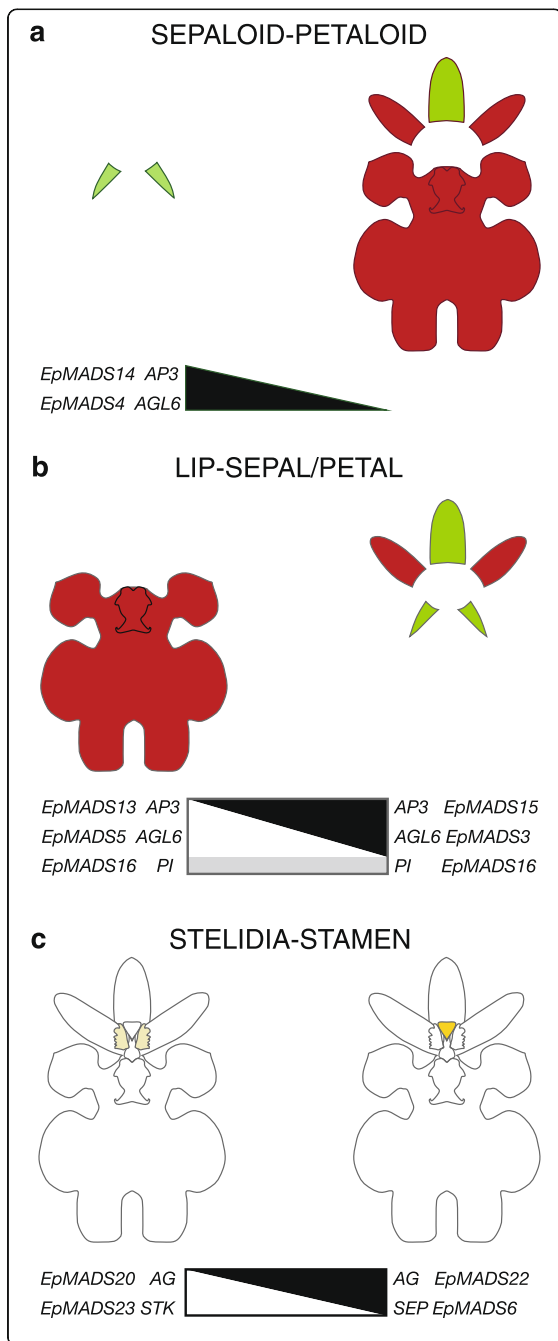 a SEPALOID-PETALOID
EpMADS14 AP3
EpMADS4 AGL6
b LIP-SEPAL/PETAL
EpMADS13 AP3 AP3 EpMADS15
EpMADS5 AGL6 AGL6 EpMADS3
EpMADS16 PI PI EpMADS16
c STELIDIA-STAMEN
EpMADS20 AG AG EpMADS22
EpMADS23 STK SEP EpMADS6